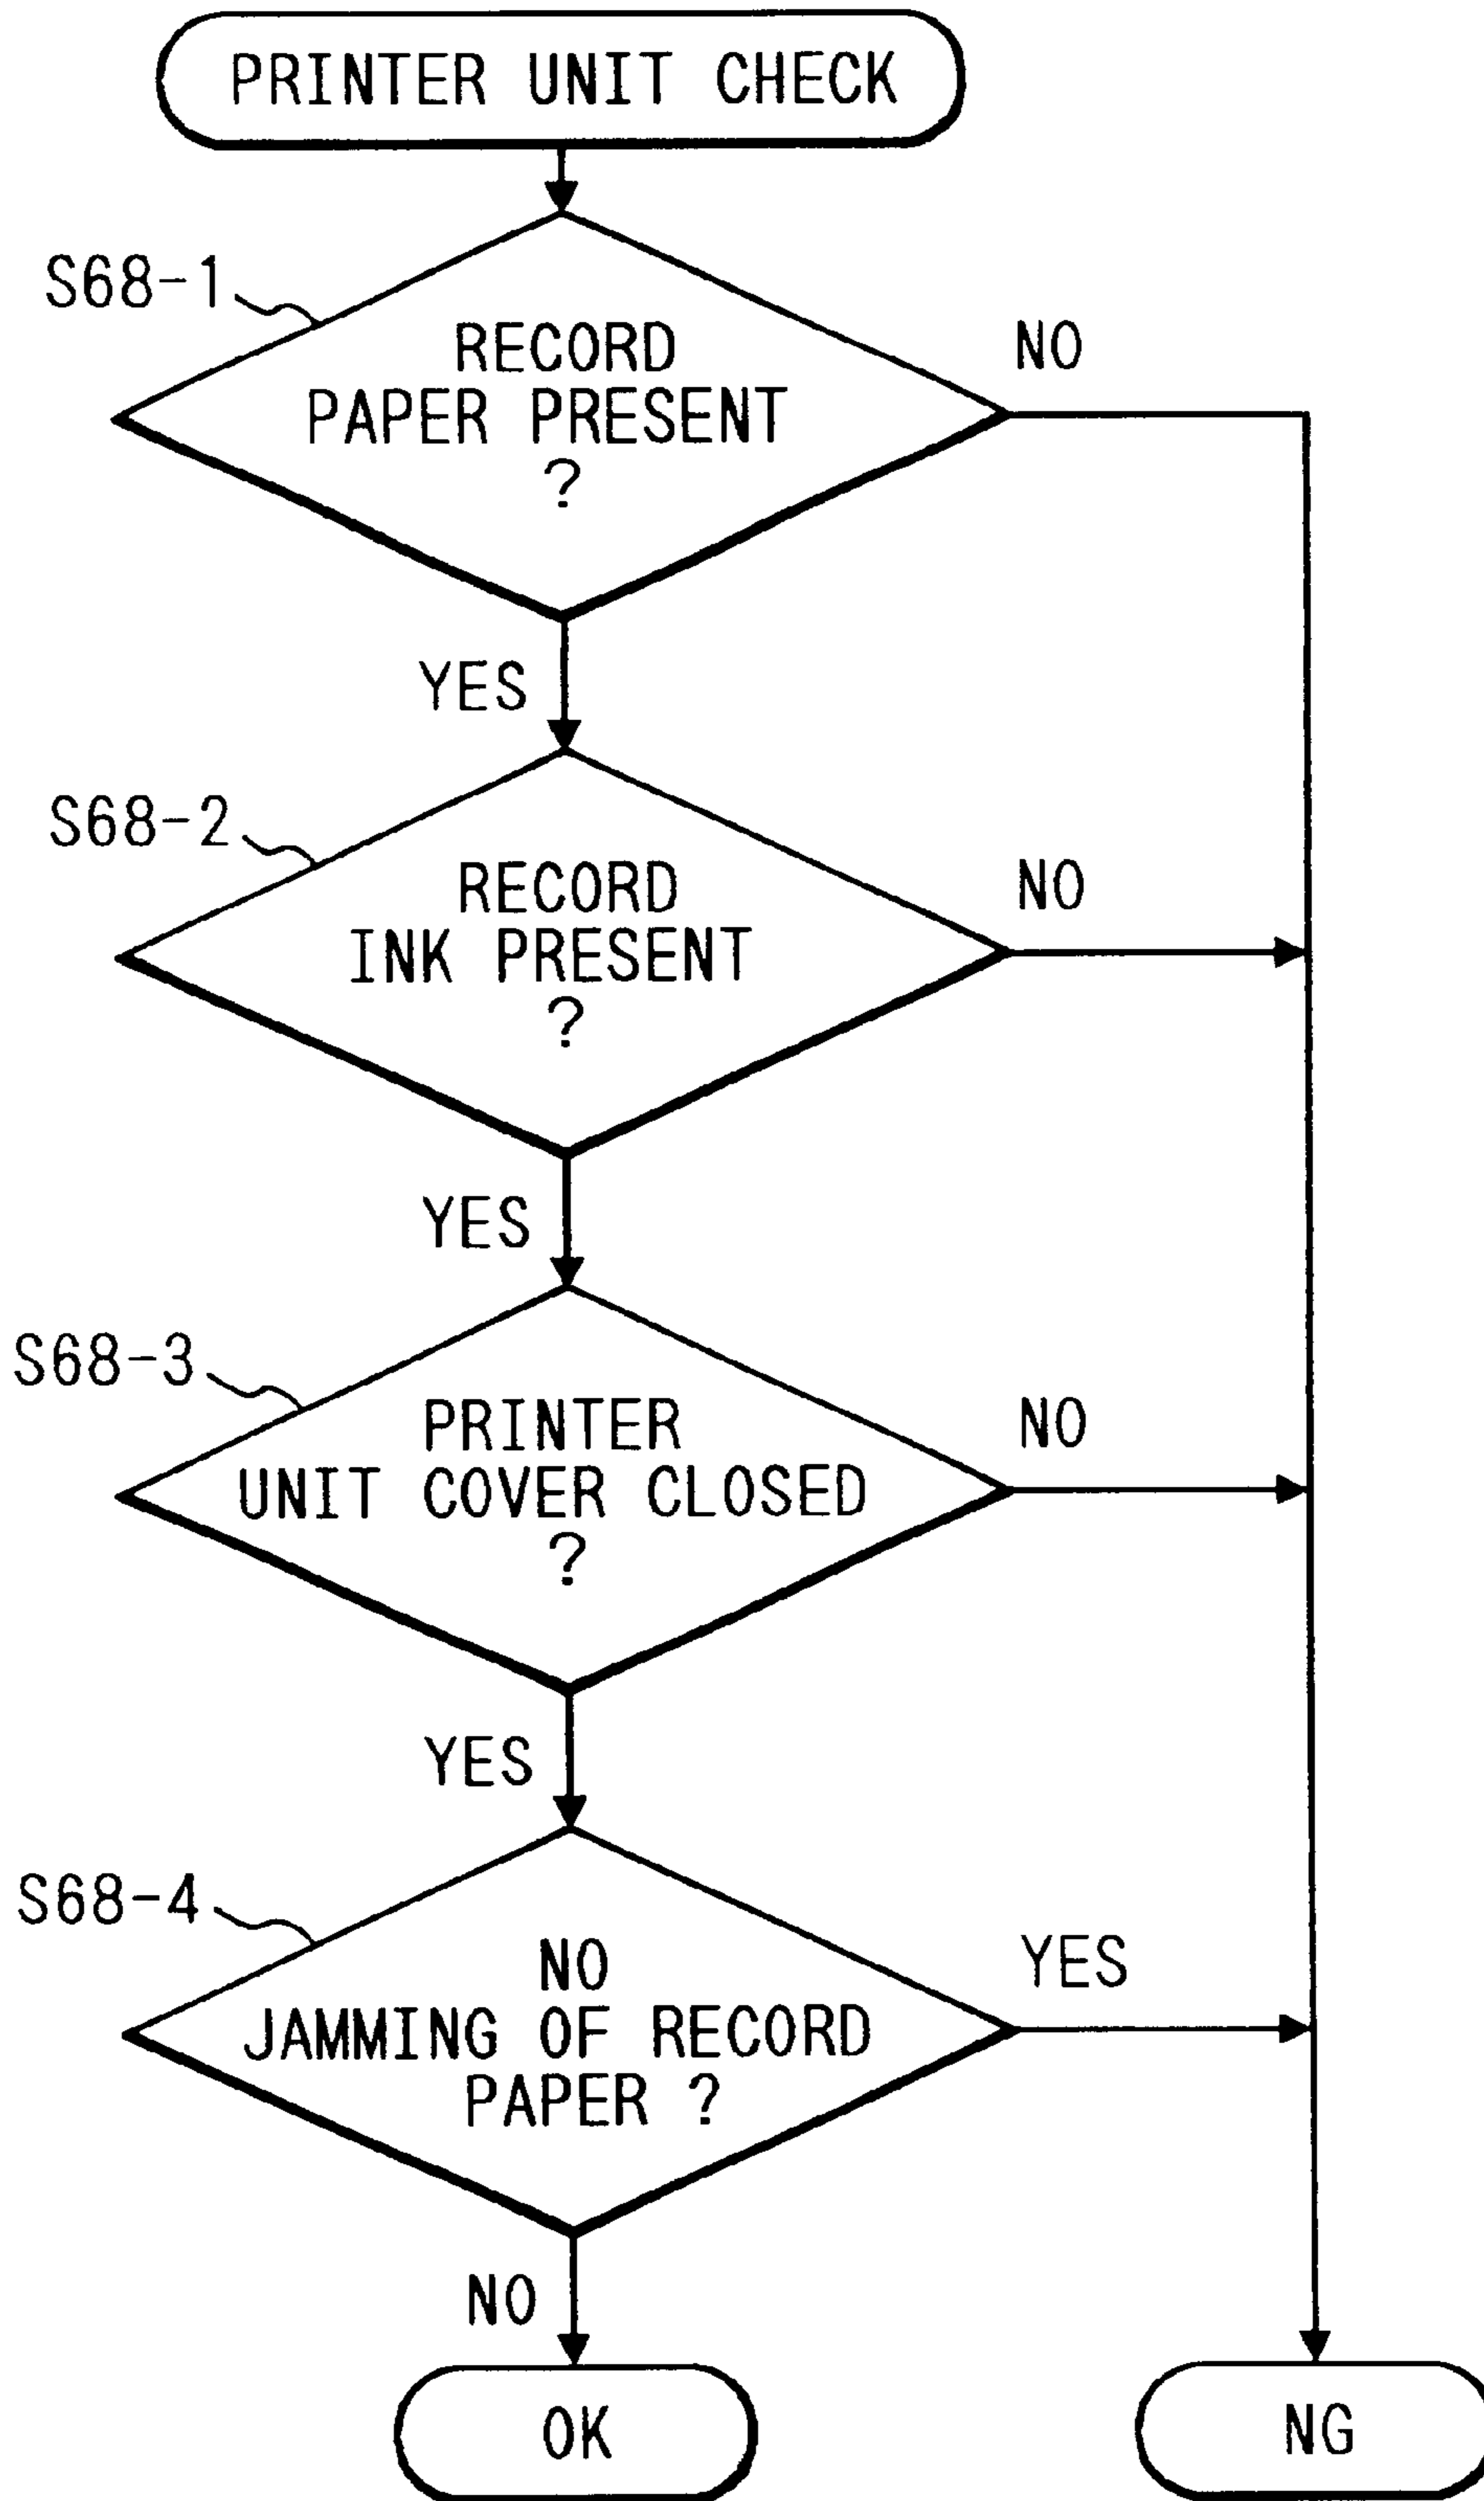 PRINTER UNIT CHECK
S68-1
RECORD
PAPER PRESENT
?
NO
YES
S68-2
RECORD
INK PRESENT
?
NO
YES
S68-3
PRINTER
UNIT COVER CLOSED
?
NO
YES
S68-4
NO
JAMMING OF RECORD
PAPER ?
YES
NO
OK
NG